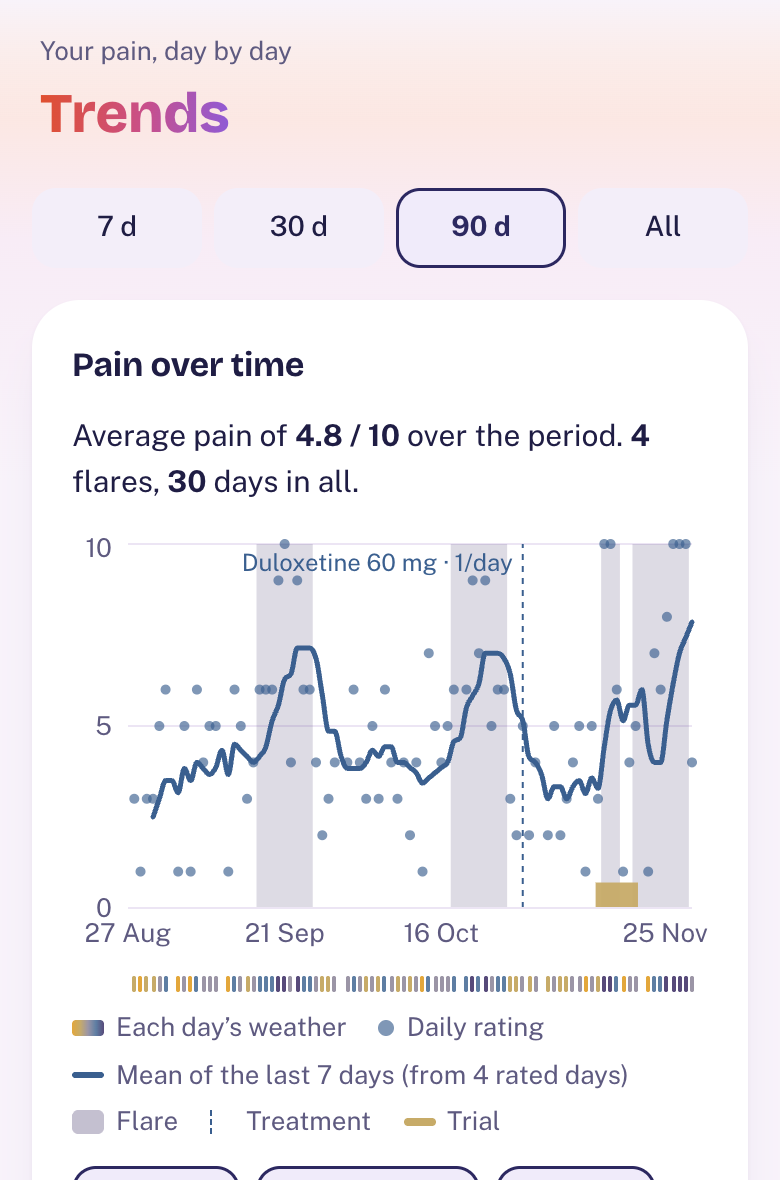 Your pain, day by day
Trends
7 d
30 d
90 d
All
Pain over time
Average pain of 4.8 / 10 over the period. 4
flares, 30 days in all.
10
Duloxetine 60 mg · 1/day
5
0
27 Aug
21 Sep
16 Oct
25 Nov
Each day’s weather
Daily rating
Mean of the last 7 days (from 4 rated days)
Flare
Treatment
Trial